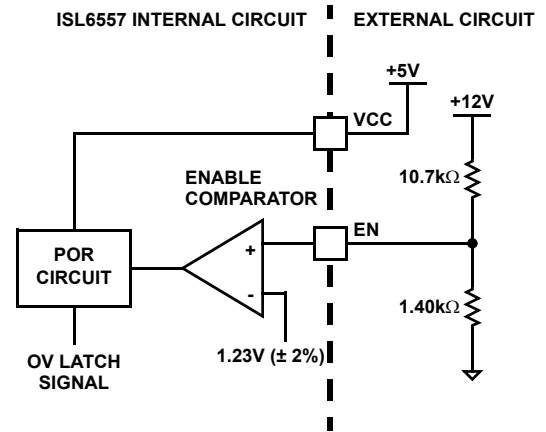 ISL6557 INTERNAL CIRCUIT
EXTERNAL CIRCUIT
+5V
+12V
VCC
10.7kΩ
ENABLE
COMPARATOR
EN
POR
CIRCUIT
+
-
1.40kΩ
1.23V (± 2%)
OV LATCH
SIGNAL